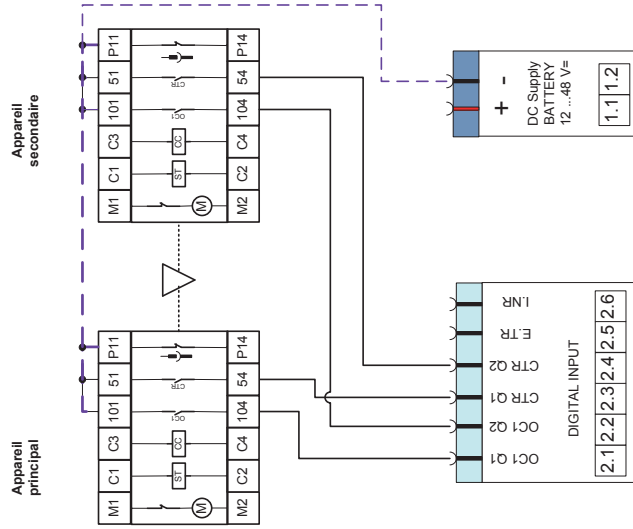 Appareil
secondaire
P11 51 101 C3 C1 M1
CTR OC1 CC ST M
P14 54 104 C4 C2 M2
Appareil
principal
P11 51 101 C3 C1 M1
CTR OC1 CC ST M
P14 54 104 C4 C2 M2
+ -
DC Supply
BATTERY
12 ...48 V=
1.1 1.2
OC1 Q1 OC1 Q2 CTR Q1 CTR Q2 E.TR I.NR
DIGITAL INPUT
2.1 2.2 2.3 2.4 2.5 2.6